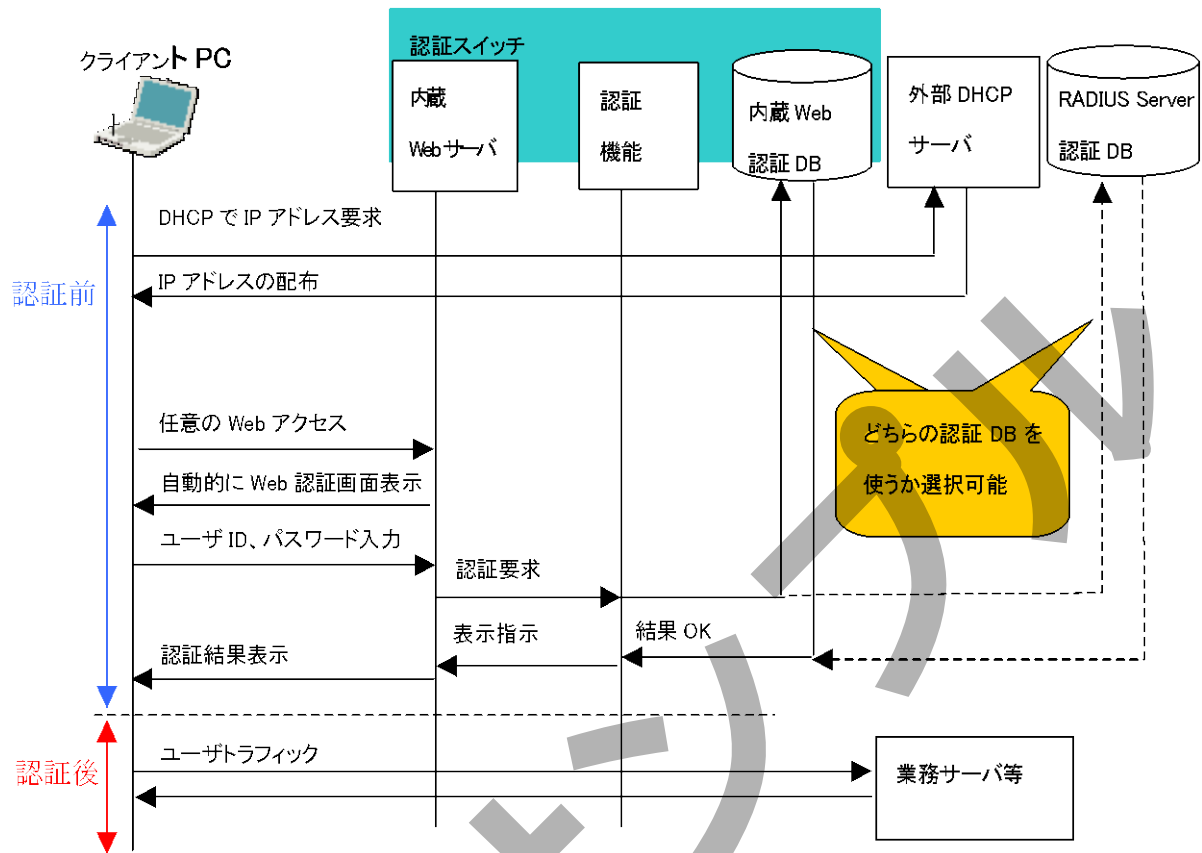 認証スイッチ
クライアント PC
内蔵
Web サーバ
認証
機能
内蔵 Web
認証 DB
外部 DHCP
サーバ
RADIUS Server
認証 DB
DHCP で IP アドレス要求
IP アドレスの配布
認証前
任意の Web アクセス
自動的に Web 認証画面表示
ユーザ ID、パスワード入力
どちらの認証 DB を
使うか選択可能
認証要求
表示指示
結果 OK
認証結果表示
ユーザトラフィック
認証後
業務サーバ等
サンプル